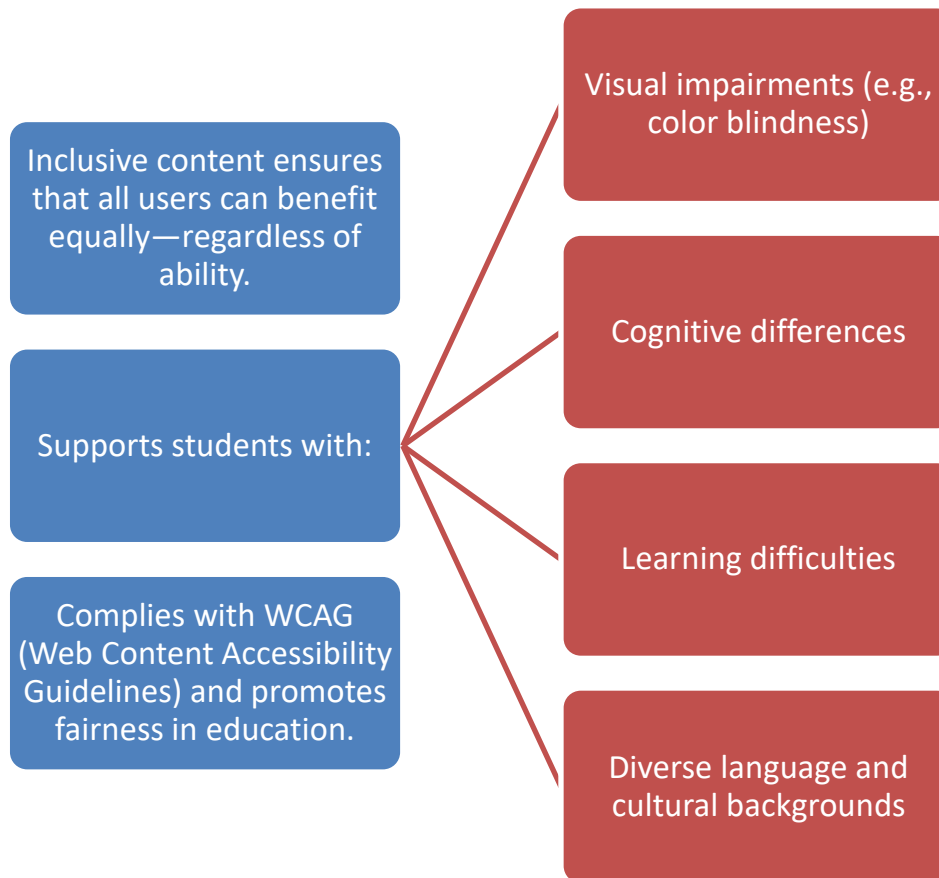 Inclusive content ensures
that all users can benefit
equally—regardless of
ability.
Supports students with:
Complies with WCAG
(Web Content Accessibility
Guidelines) and promotes
fairness in education.
Visual impairments (e.g.,
color blindness)
Cognitive differences
Learning difficulties
Diverse language and
cultural backgrounds